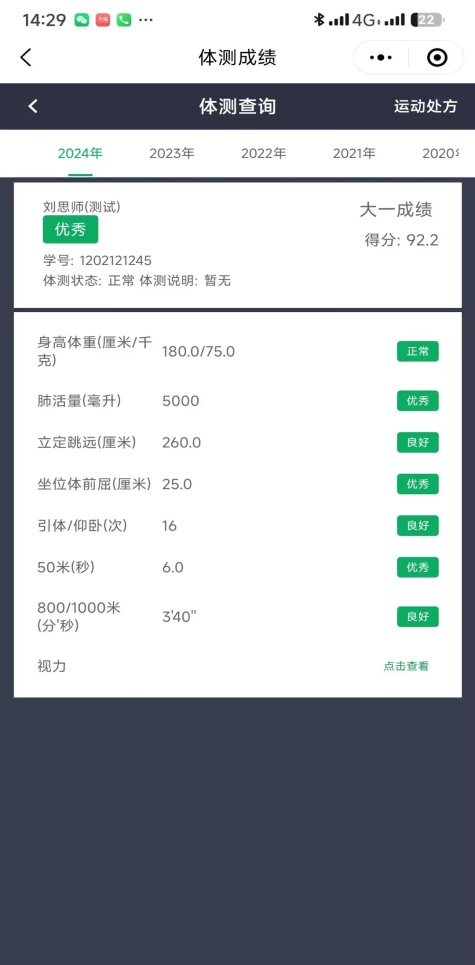 14:29 ··· 4G 22
体测成绩
体测查询 运动处方
2024年 2023年 2022年 2021年 2020年
刘思师(测试) 大一成绩
优秀 得分: 92.2
学号: 1202121245
体测状态: 正常 体测说明: 暂无
身高体重(厘米/千
克) 180.0/75.0 正常
肺活量(毫升) 5000 优秀
立定跳远(厘米) 260.0 良好
坐位体前屈(厘米) 25.0 优秀
引体/仰卧(次) 16 良好
50米(秒) 6.0 优秀
800/1000米
(分'秒) 3'40" 良好
视力 点击查看